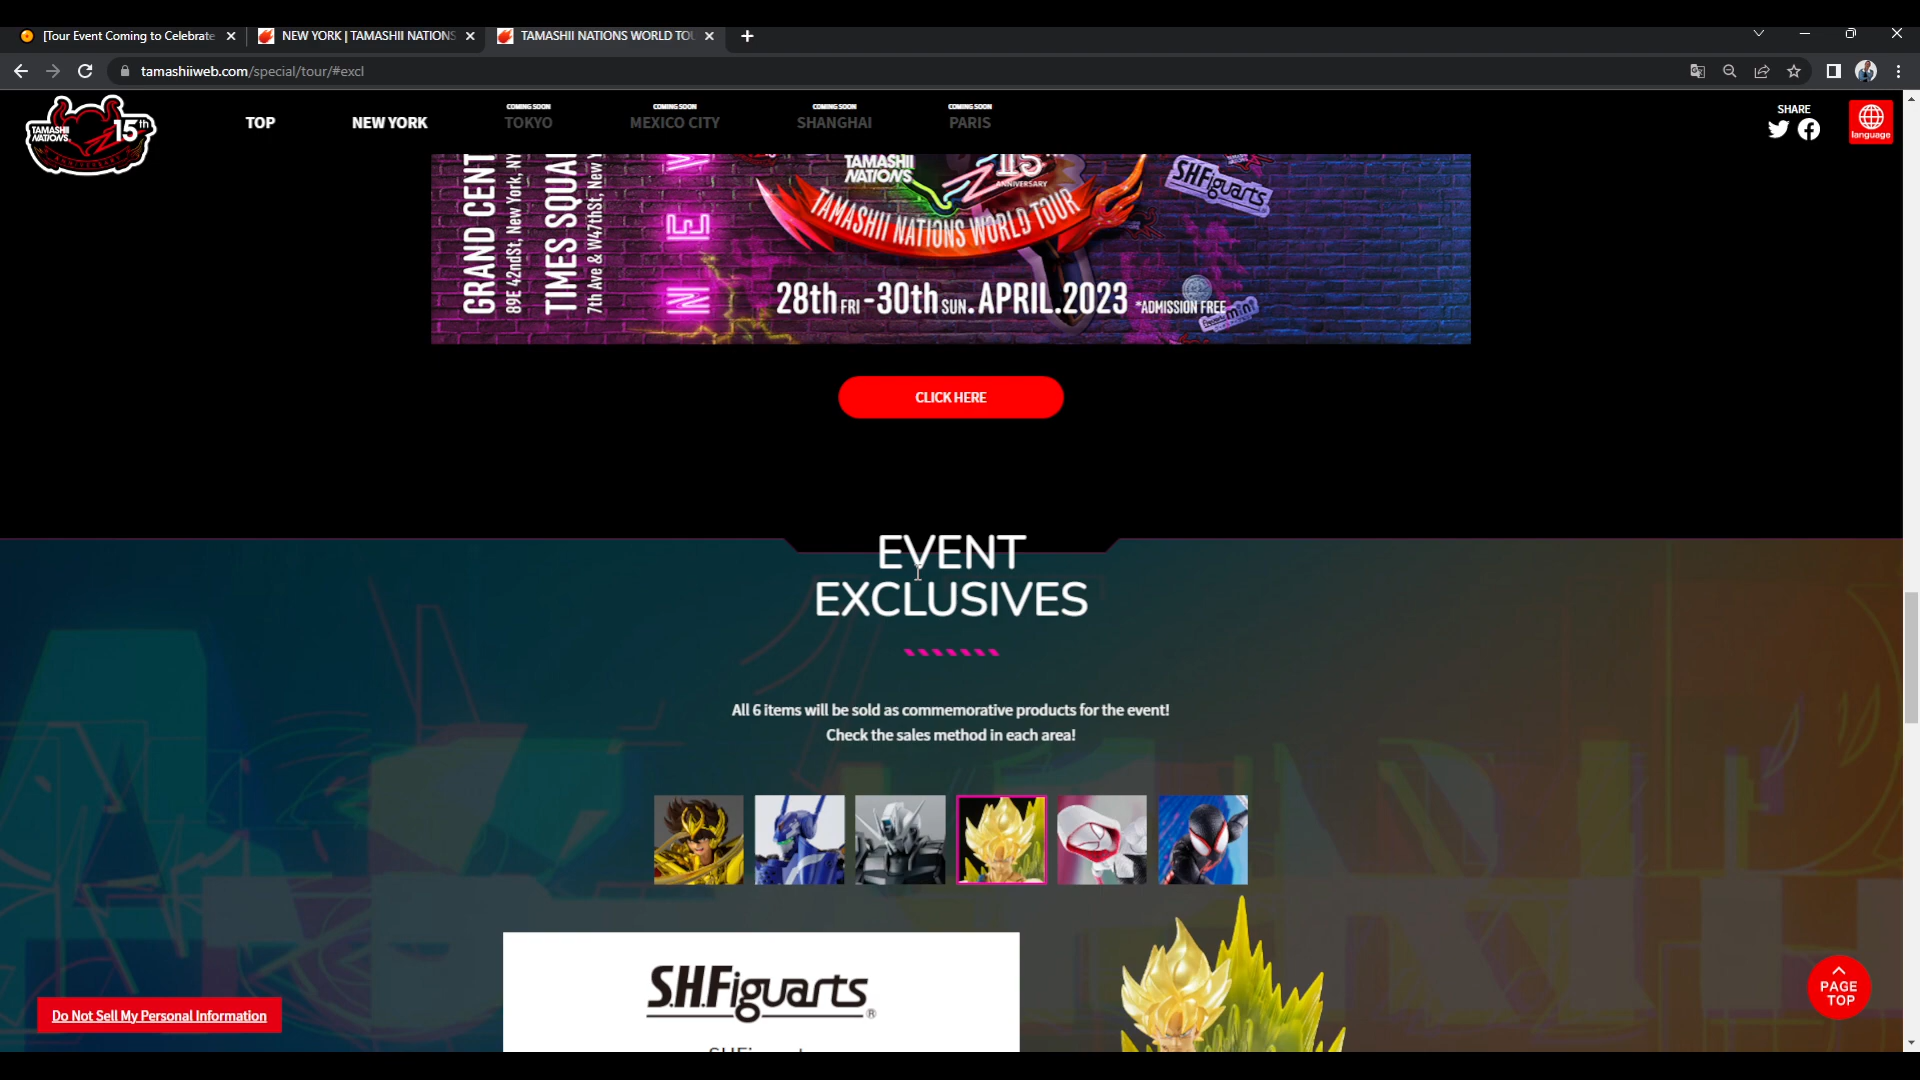 [Tour Event Coming to Celebrate
NEW YORK | TAMASHII NATIONS
TAMASHII NATIONS WORLD TOU
tamashiiweb.com/special/tour/#excl
TAMASHII NATIONS 15th
ANNIVERSARY
TOP
NEW YORK
COMING SOON
TOKYO
COMING SOON
MEXICO CITY
COMING SOON
SHANGHAI
COMING SOON
PARIS
SHARE
language
GRAND CENT
89E 42ndSt, New York, NY
TIMES SQUA
7th Ave & W47thSt, New Y
N E
TAMASHII NATIONS
15
ANNIVERSARY
TAMASHII NATIONS WORLD TOUR
SHFiguarts
28th FRI -30th SUN. APRIL.2023 *ADMISSION FREE
CLICK HERE
EVENT
EXCLUSIVES
All 6 items will be sold as commemorative products for the event!
Check the sales method in each area!
S.H.Figuarts®
Do Not Sell My Personal Information
PAGE
TOP